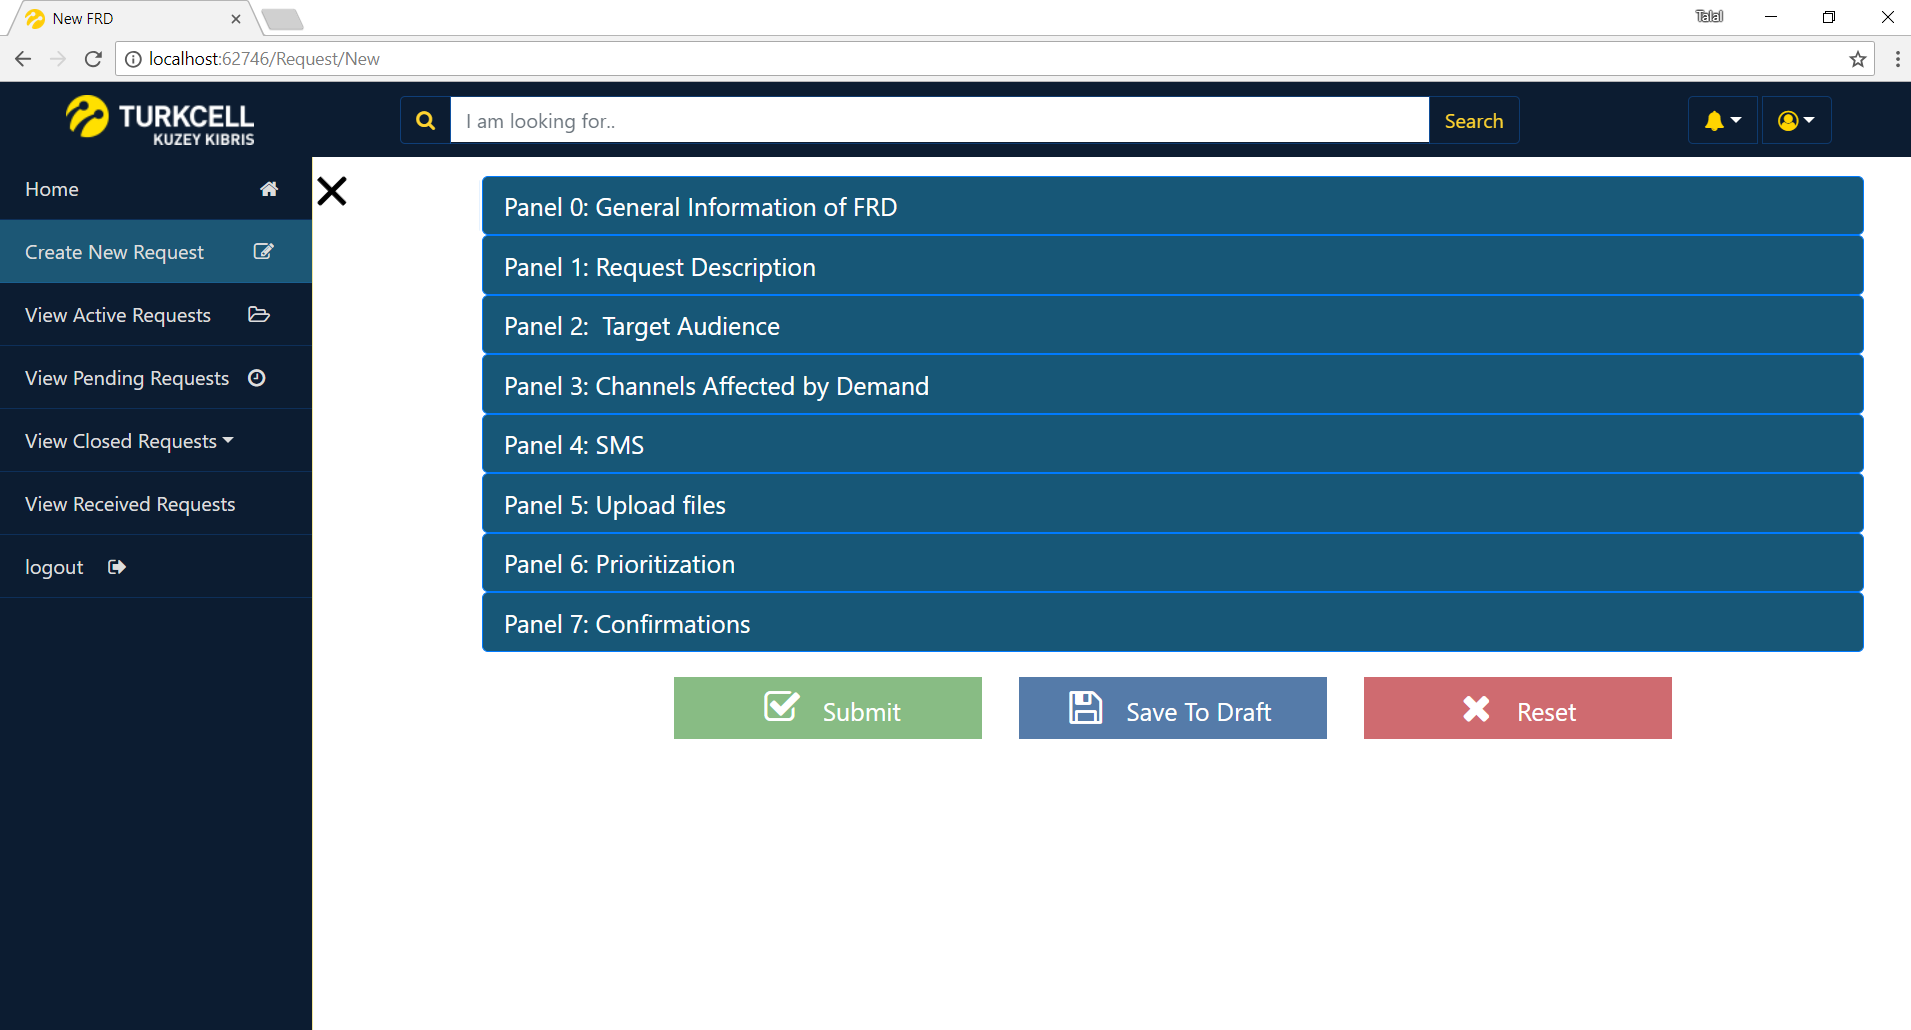 New FRD
Talal
localhost:62746/Request/New
TURKCELL
KUZEY KIBRIS
I am looking for..
Search
Home
Create New Request
View Active Requests
View Pending Requests
View Closed Requests
View Received Requests
logout
Panel 0: General Information of FRD
Panel 1: Request Description
Panel 2:  Target Audience
Panel 3: Channels Affected by Demand
Panel 4: SMS
Panel 5: Upload files
Panel 6: Prioritization
Panel 7: Confirmations
Submit
Save To Draft
Reset